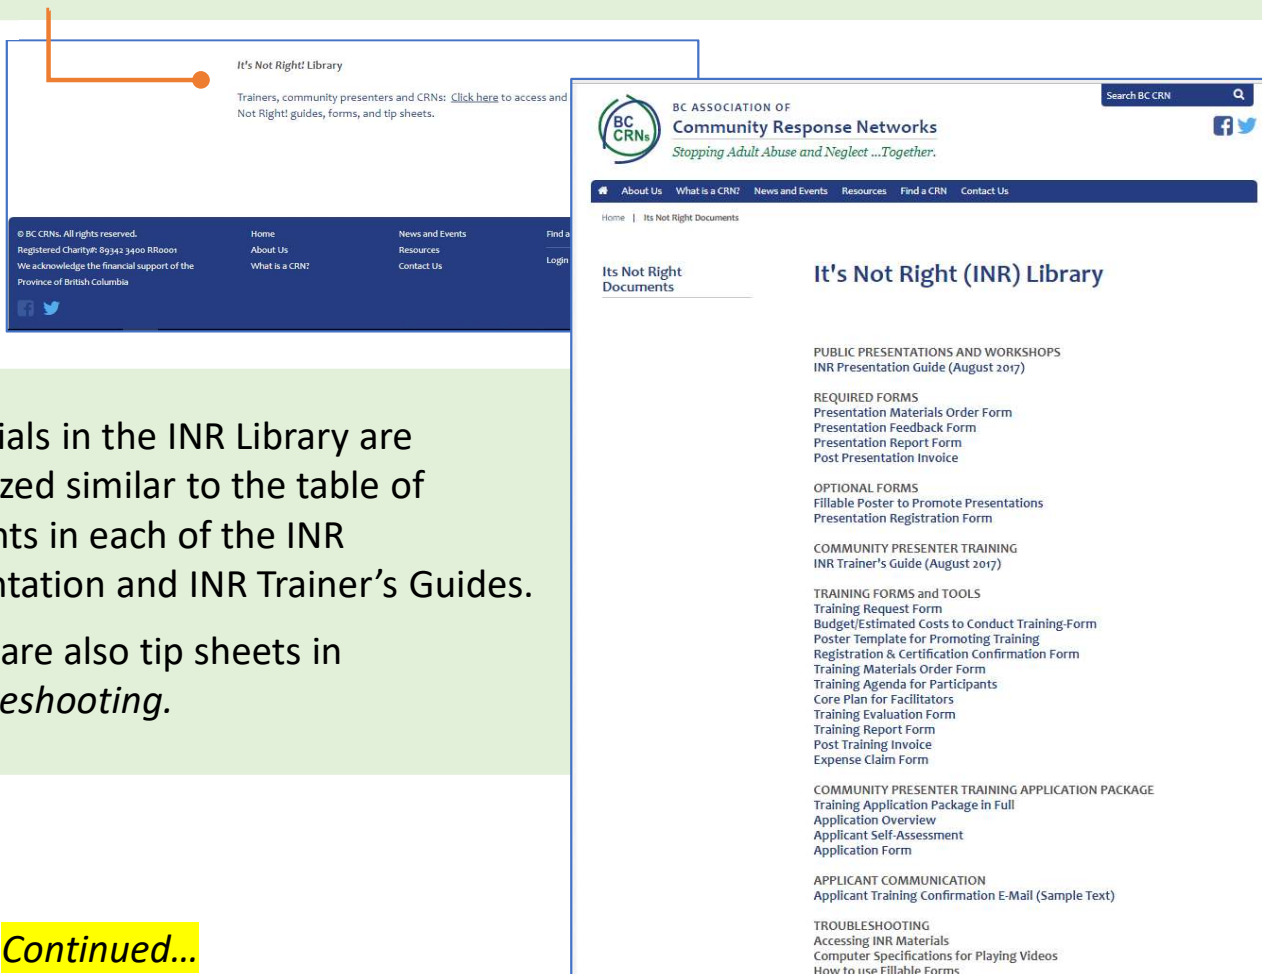 It's Not Right! Library
Trainers, community presenters and CRNs: Click here to access and
Not Right! guides, forms, and tip sheets.
© BC CRNs. All rights reserved.
Registered Charity#: 89342 3400 RR0001
We acknowledge the financial support of the
Province of British Columbia
Home
About Us
What is a CRN?
News and Events
Resources
Contact Us
Find a
Login
BC CRNs
BC ASSOCIATION OF
Community Response Networks
Stopping Adult Abuse and Neglect ...Together.
Search BC CRN
About Us What is a CRN? News and Events Resources Find a CRN Contact Us
Home | Its Not Right Documents
Its Not Right
Documents
It's Not Right (INR) Library
PUBLIC PRESENTATIONS AND WORKSHOPS
INR Presentation Guide (August 2017)
REQUIRED FORMS
Presentation Materials Order Form
Presentation Feedback Form
Presentation Report Form
Post Presentation Invoice
OPTIONAL FORMS
Fillable Poster to Promote Presentations
Presentation Registration Form
COMMUNITY PRESENTER TRAINING
INR Trainer's Guide (August 2017)
TRAINING FORMS and TOOLS
Training Request Form
Budget/Estimated Costs to Conduct Training-Form
Poster Template for Promoting Training
Registration & Certification Confirmation Form
Training Materials Order Form
Training Agenda for Participants
Core Plan for Facilitators
Training Evaluation Form
Training Report Form
Post Training Invoice
Expense Claim Form
COMMUNITY PRESENTER TRAINING APPLICATION PACKAGE
Training Application Package in Full
Application Overview
Applicant Self-Assessment
Application Form
APPLICANT COMMUNICATION
Applicant Training Confirmation E-Mail (Sample Text)
TROUBLESHOOTING
Accessing INR Materials
Computer Specifications for Playing Videos
How to use Fillable Forms
ials in the INR Library are
ized similar to the table of
nts in each of the INR
ntation and INR Trainer's Guides.
are also tip sheets in
eshooting.
Continued...